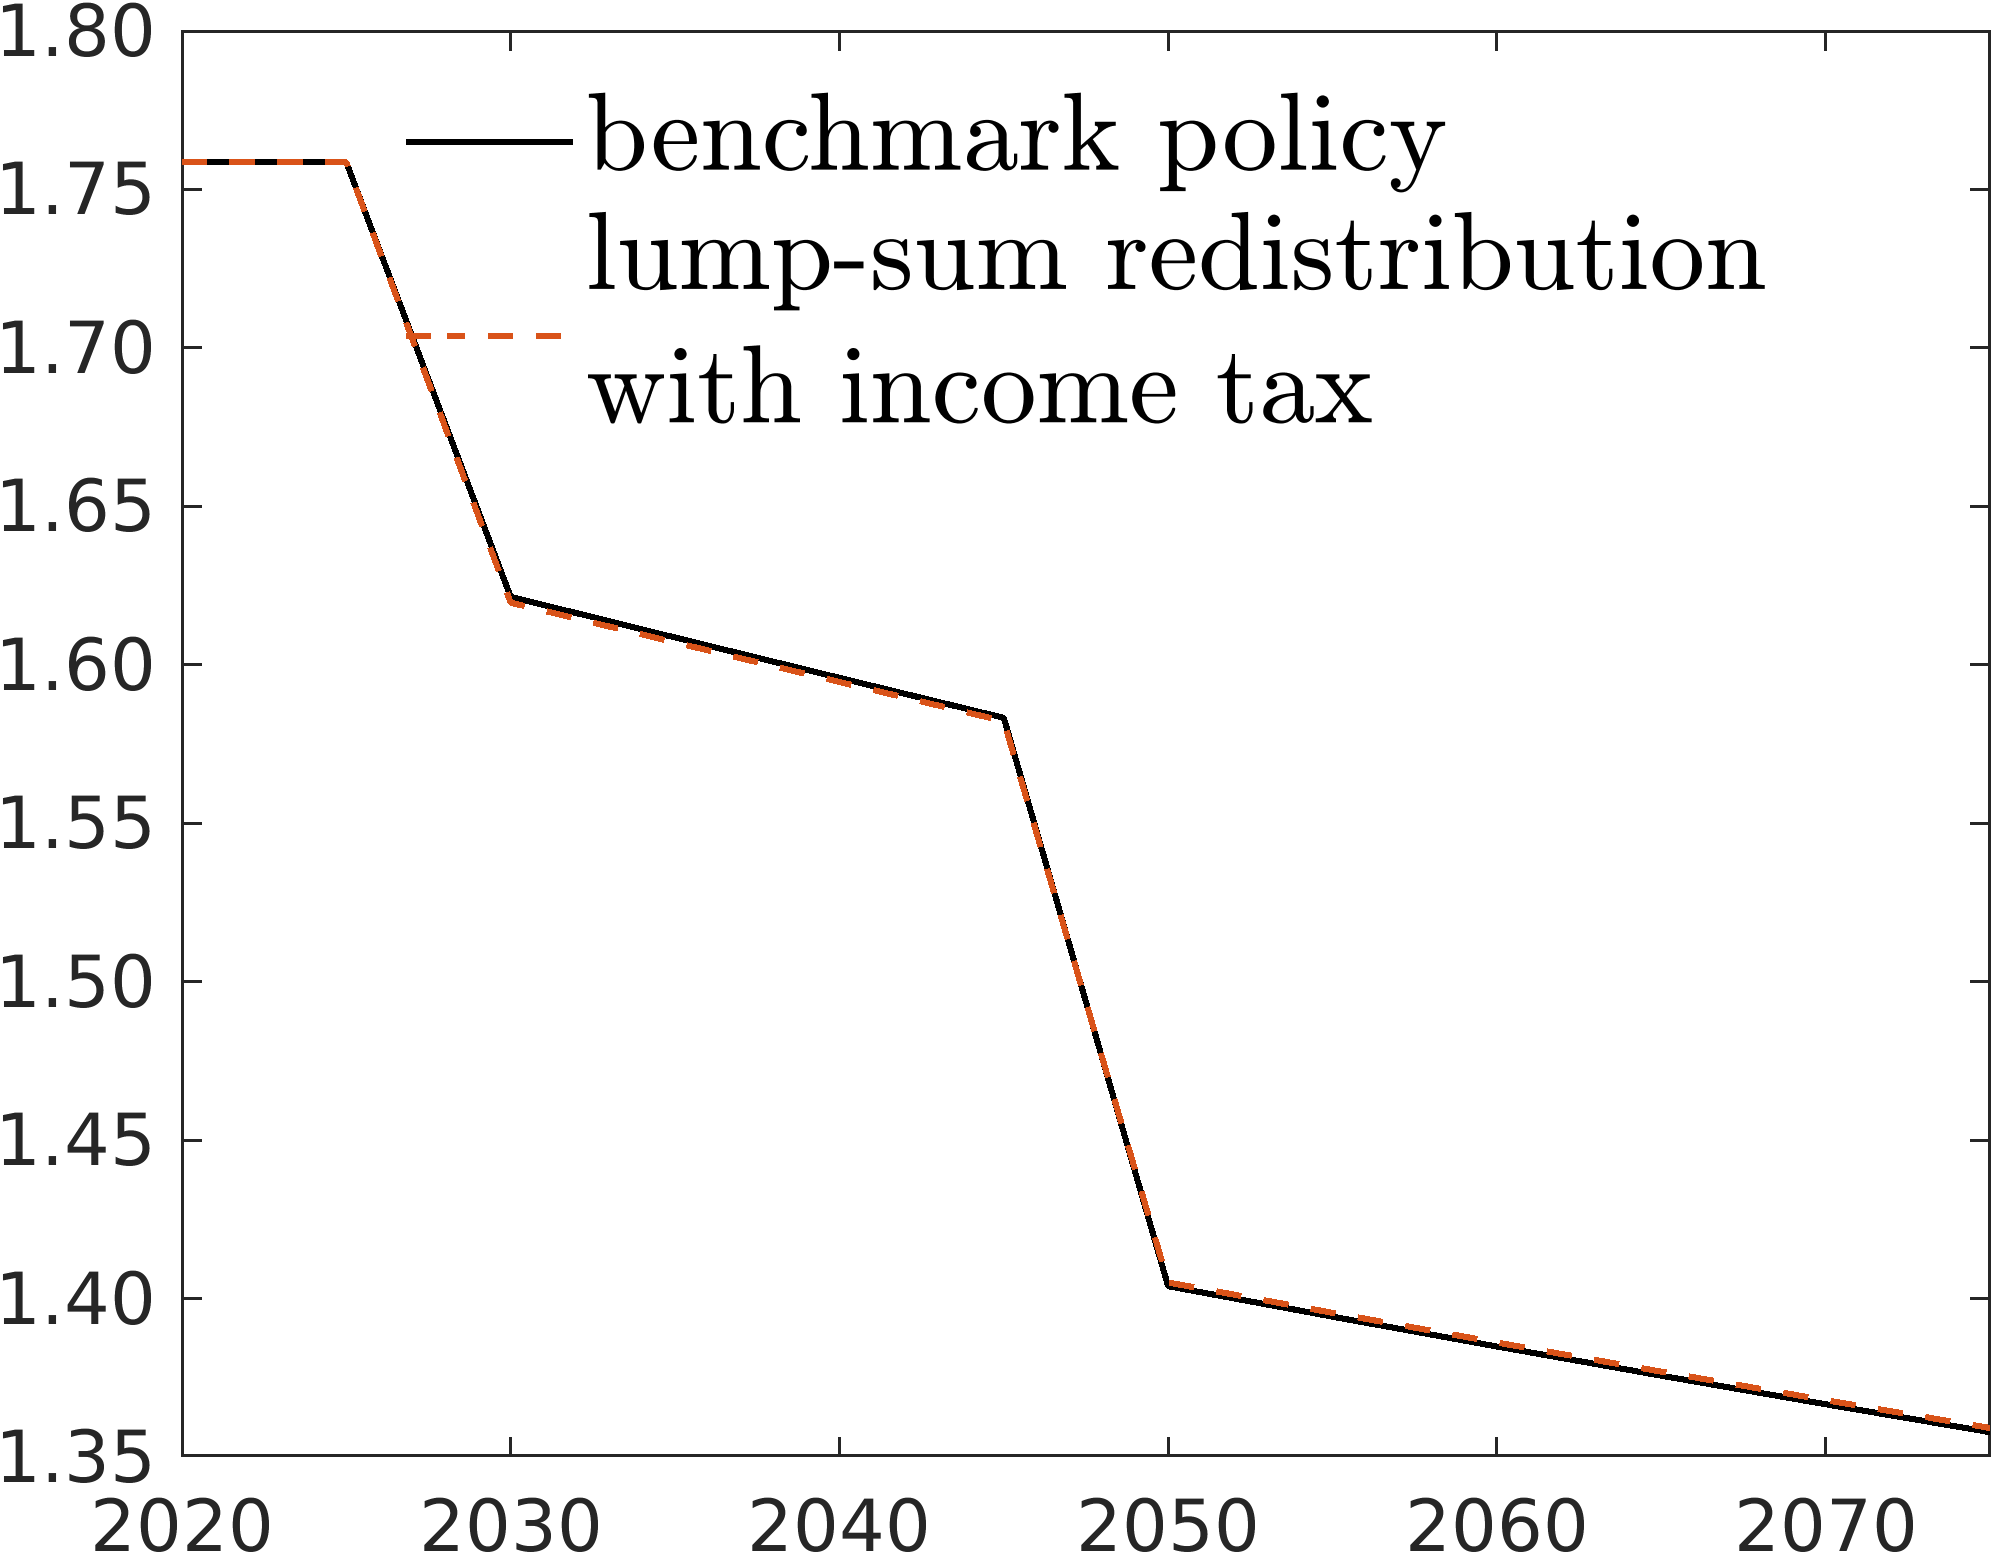 1.80
benchmark policy
1.75
lump-sum redistribution
1.70
with income tax
1.65
1.60
1.55
1.50
1.45
1.40
1.35
2020 2030 2040 2050 2060 2070